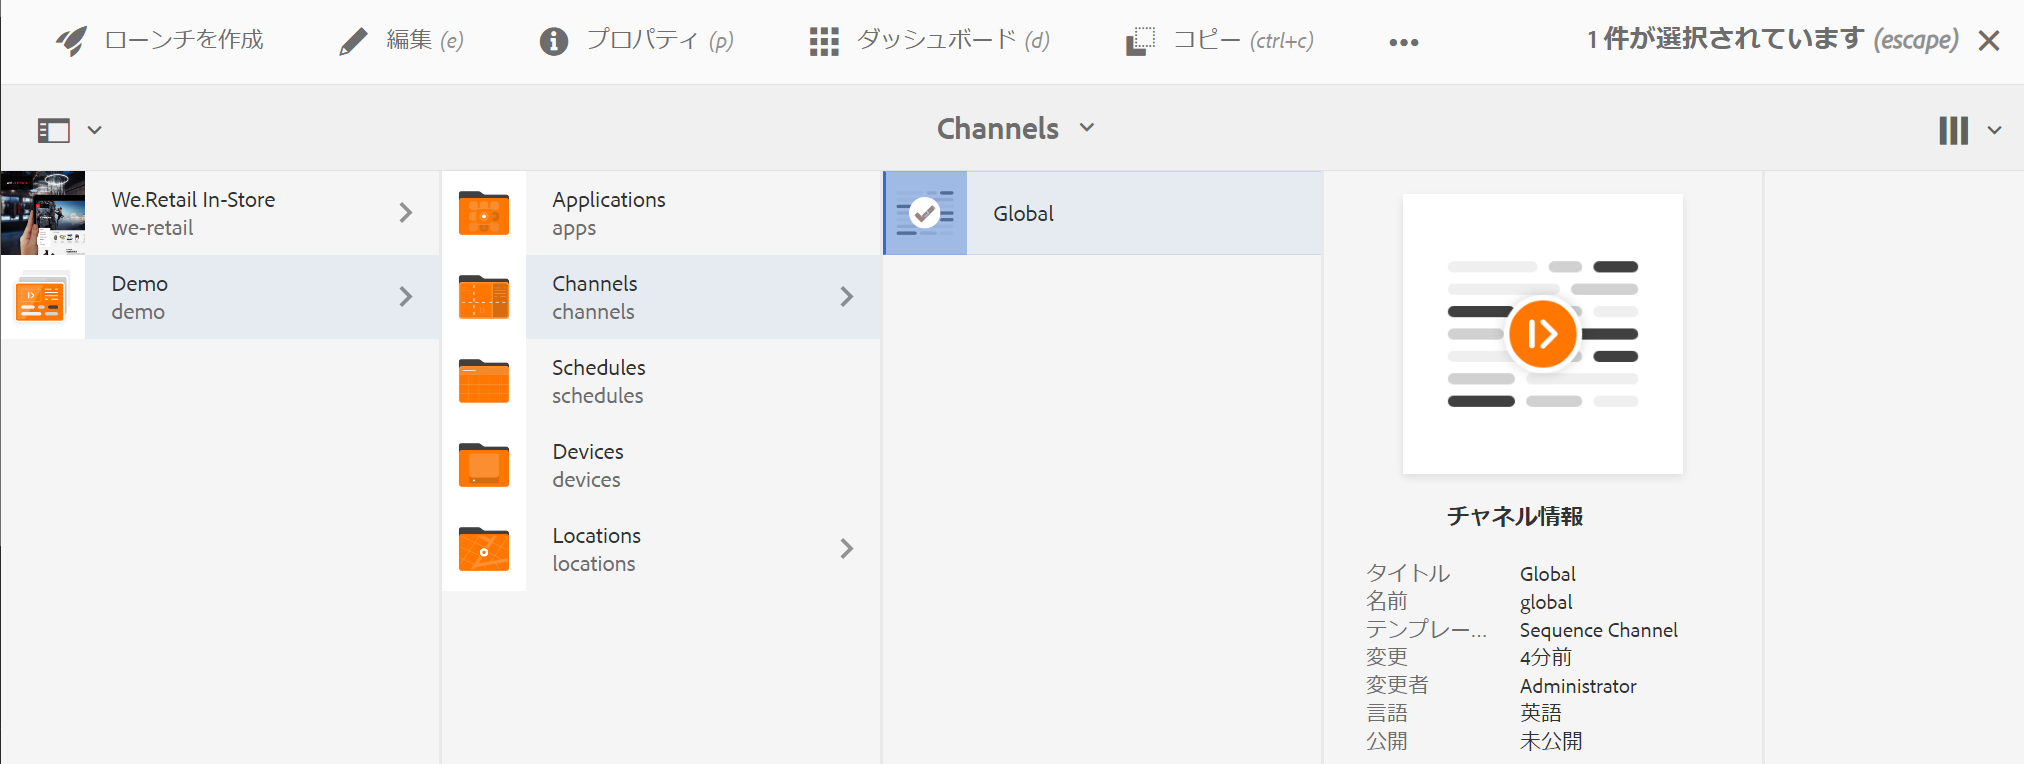 ローンチを作成
編集 (e)
プロパティ (p)
ダッシュボード (d)
コピー (ctrl+c)
1 件が選択されています (escape)
Channels
We.Retail In-Store
we-retail
Demo
demo
Applications
apps
Channels
channels
Schedules
schedules
Devices
devices
Locations
locations
Global
チャネル情報
タイトル Global
名前 global
テンプレー... Sequence Channel
変更 4分前
変更者 Administrator
言語 英語
公開 未公開